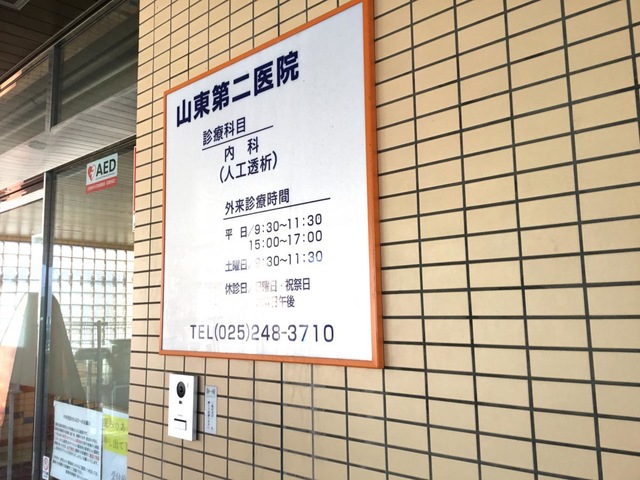 山東第二医院
診療科目
内 科
(人工透析)
外来診療時間
平 日/9:30~11:30
15:00~17:00
土曜日/9:30~11:30
休診日/日曜日・祝祭日
午後
TEL(025)248-3710
AED